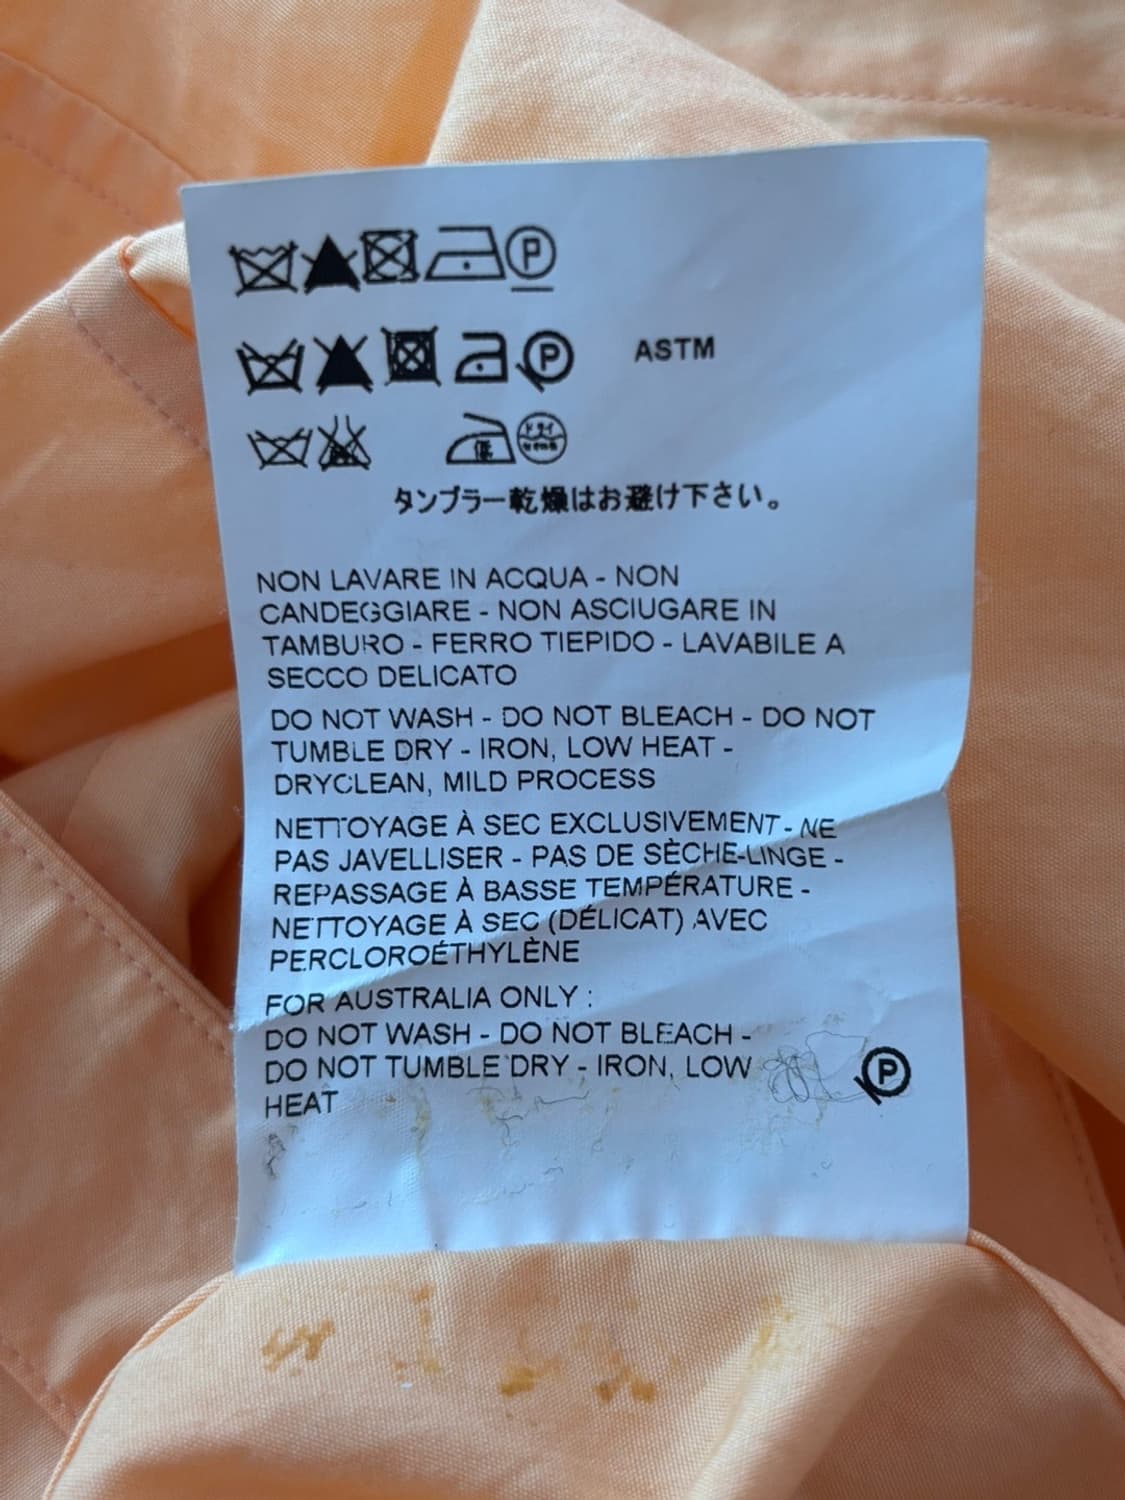 P
P ASTM
低 ドライ
タンブラー乾燥はお避け下さい。
NON LAVARE IN ACQUA - NON
CANDEGGIARE - NON ASCIUGARE IN
TAMBURO - FERRO TIEPIDO - LAVABILE A
SECCO DELICATO
DO NOT WASH - DO NOT BLEACH - DO NOT
TUMBLE DRY - IRON, LOW HEAT -
DRYCLEAN, MILD PROCESS
NETTOYAGE À SEC EXCLUSIVEMENT - NE
PAS JAVELLISER - PAS DE SÈCHE-LINGE -
REPASSAGE À BASSE TEMPÉRATURE -
NETTOYAGE À SEC (DÉLICAT) AVEC
PERCLOROÉTHYLÈNE
FOR AUSTRALIA ONLY :
DO NOT WASH - DO NOT BLEACH -
DO NOT TUMBLE DRY - IRON, LOW P
HEAT